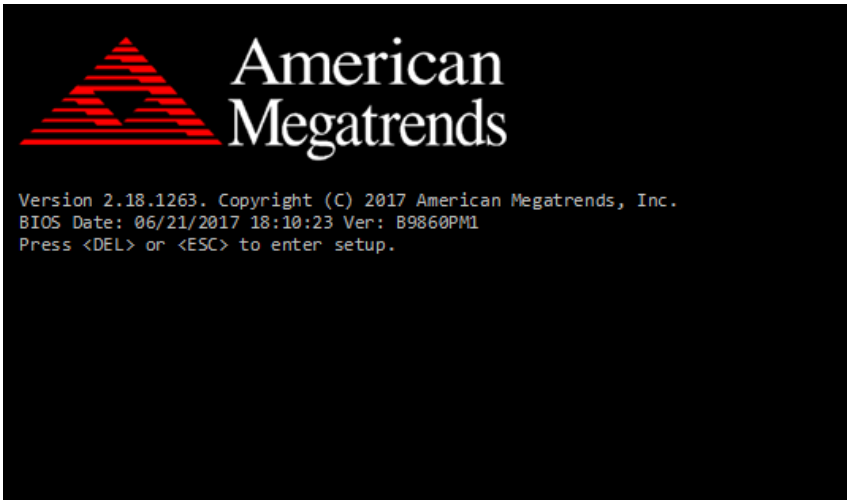 American
Megatrends
Version 2.18.1263. Copyright (C) 2017 American Megatrends, Inc.
BIOS Date: 06/21/2017 18:10:23 Ver: B9860PM1
Press <DEL> or <ESC> to enter setup.